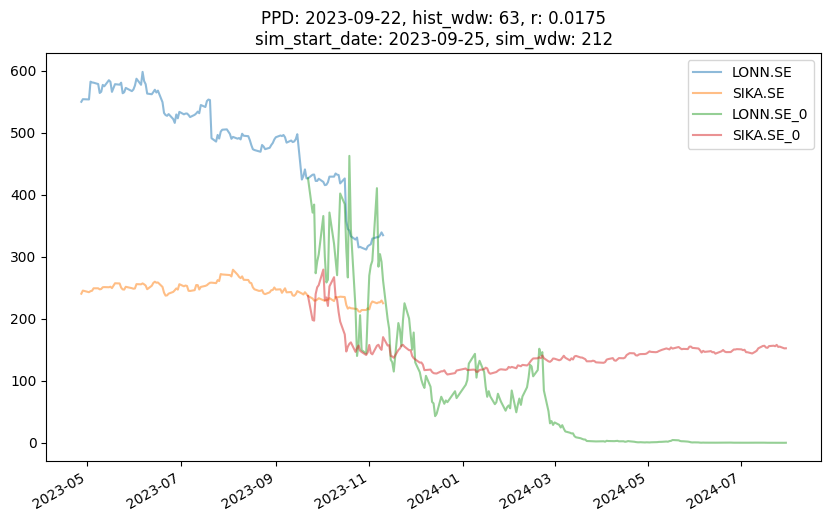 PPD: 2023-09-22, hist_wdw: 63, r: 0.0175
sim_start_date: 2023-09-25, sim_wdw: 212
LONN.SE
SIKA.SE
LONN.SE_0
SIKA.SE_0
600
500
400
300
200
100
0
2023-05
2023-07
2023-09
2023-11
2024-01
2024-03
2024-05
2024-07